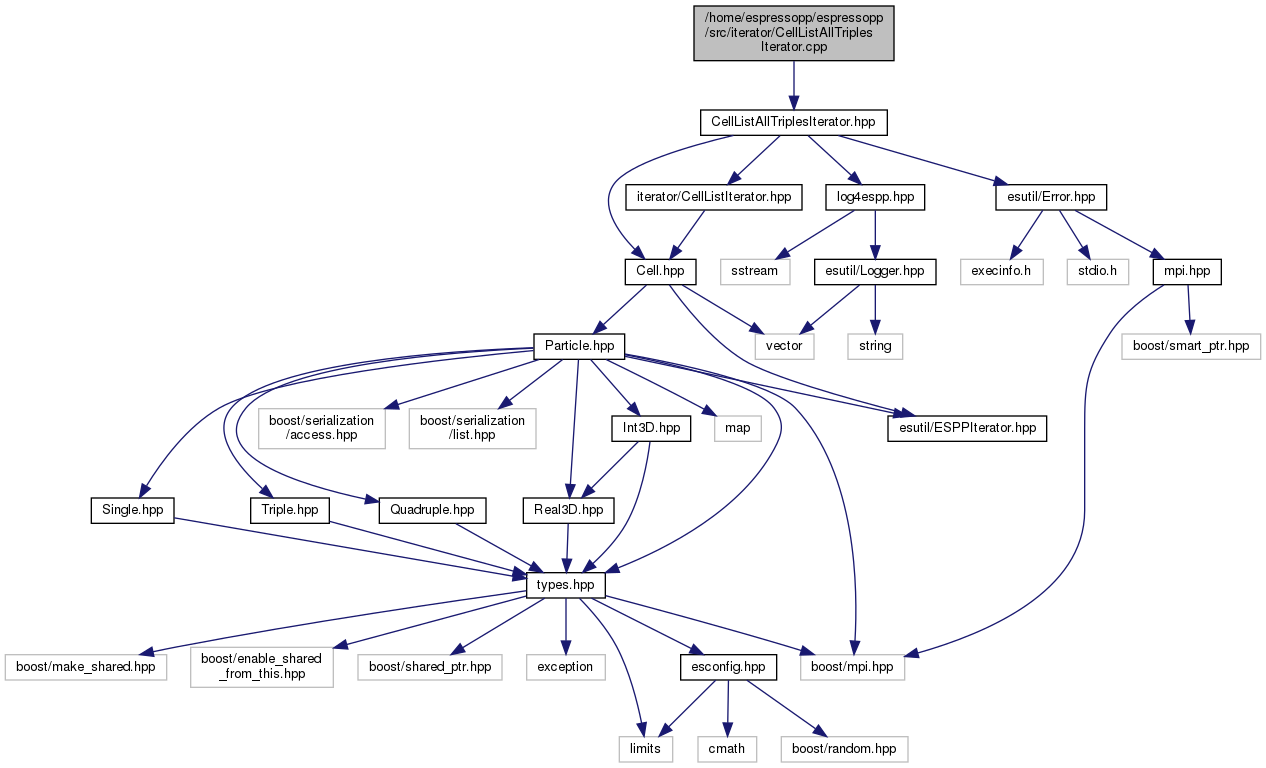 /home/espressopp/espressopp
/src/iterator/CellListAllTriples
Iterator.cpp
CellListAllTriplesIterator.hpp
iterator/CellListIterator.hpp
log4espp.hpp
esutil/Error.hpp
Cell.hpp
sstream
esutil/Logger.hpp
execinfo.h
stdio.h
mpi.hpp
Particle.hpp
vector
string
boost/smart_ptr.hpp
boost/serialization
/access.hpp
boost/serialization
/list.hpp
Int3D.hpp
map
esutil/ESPPIterator.hpp
Single.hpp
Triple.hpp
Quadruple.hpp
Real3D.hpp
types.hpp
boost/make_shared.hpp
boost/enable_shared
_from_this.hpp
boost/shared_ptr.hpp
exception
esconfig.hpp
boost/mpi.hpp
limits
cmath
boost/random.hpp